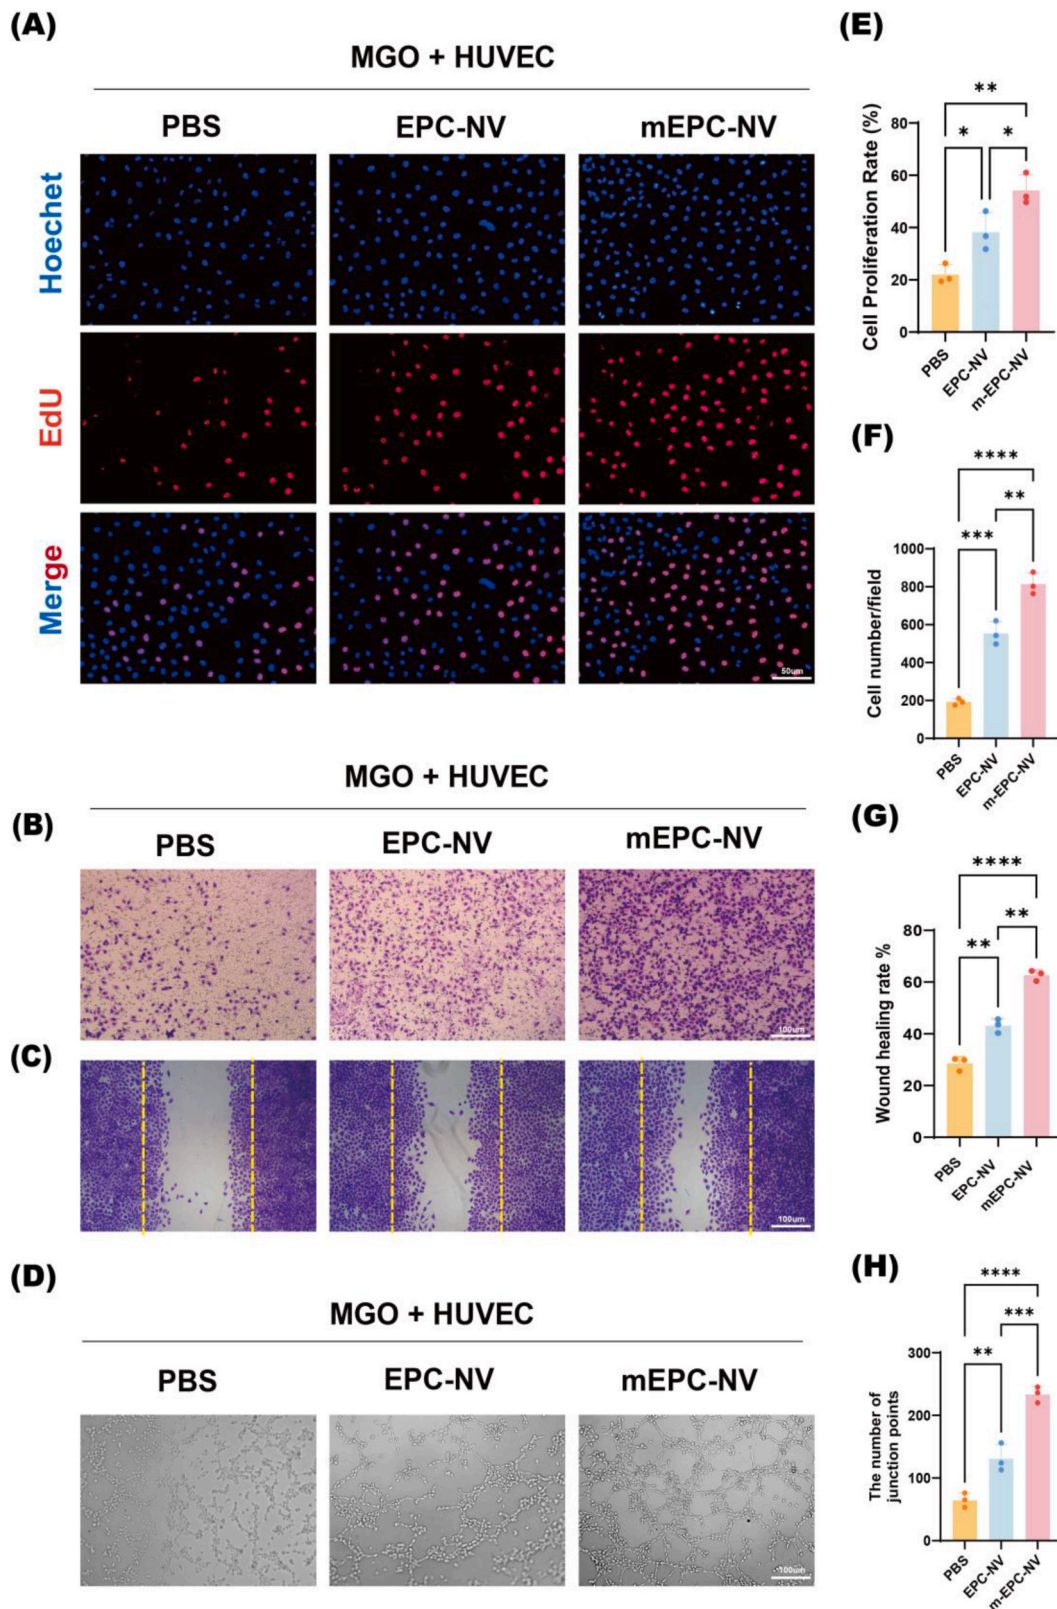 (A)
MGO + HUVEC
PBS EPC-NV mEPC-NV
Hoechet
EdU
Merge
50um
MGO + HUVEC
(B)
PBS EPC-NV mEPC-NV
100um
(C)
100um
(D)
MGO + HUVEC
PBS EPC-NV mEPC-NV
100um
(E)
**
* *
Cell Proliferation Rate (%)
80
60
40
20
0
PBS
EPC-NV
m-EPC-NV
(F)
****
**
***
Cell number/field
1000
800
600
400
200
0
PBS
EPC-NV
m-EPC-NV
(G)
****
**
**
Wound healing rate %
80
60
40
20
0
PBS
EPC-NV
mEPC-NV
(H)
****
***
**
The number of
junction points
300
200
100
0
PBS
EPC-NV
m-EPC-NV